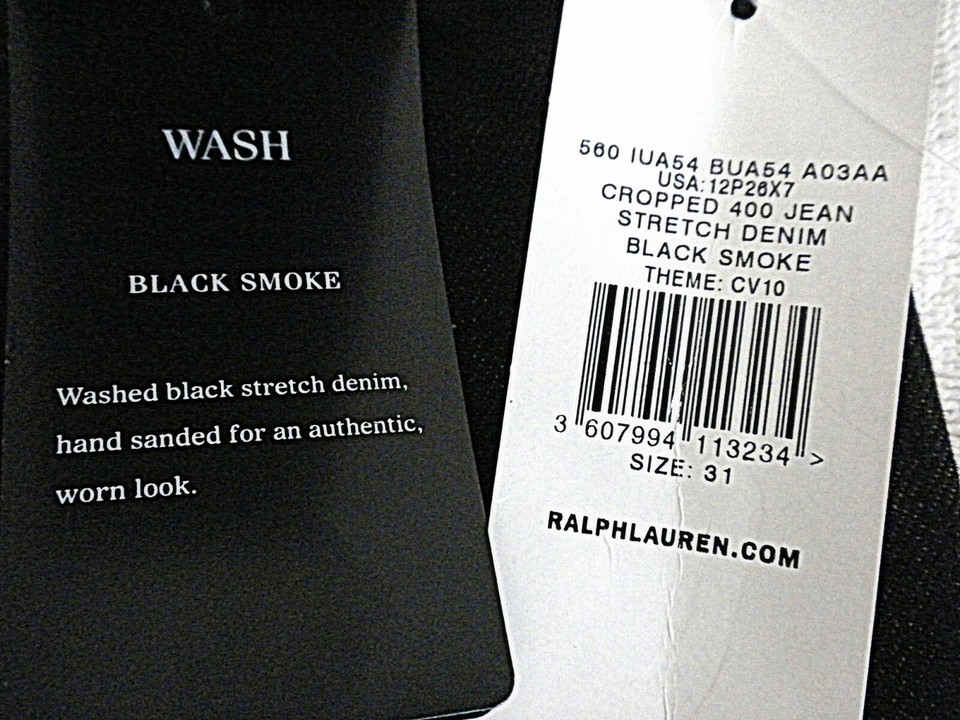 WASH
BLACK SMOKE
Washed black stretch denim,
hand sanded for an authentic,
worn look.
560 IUA54 BUA54 A03AA
USA:12P26X7
CROPPED 400 JEAN
STRETCH DENIM
BLACK SMOKE
THEME: CV10
3 607994 113234 >
SIZE: 31
RALPHLAUREN.COM